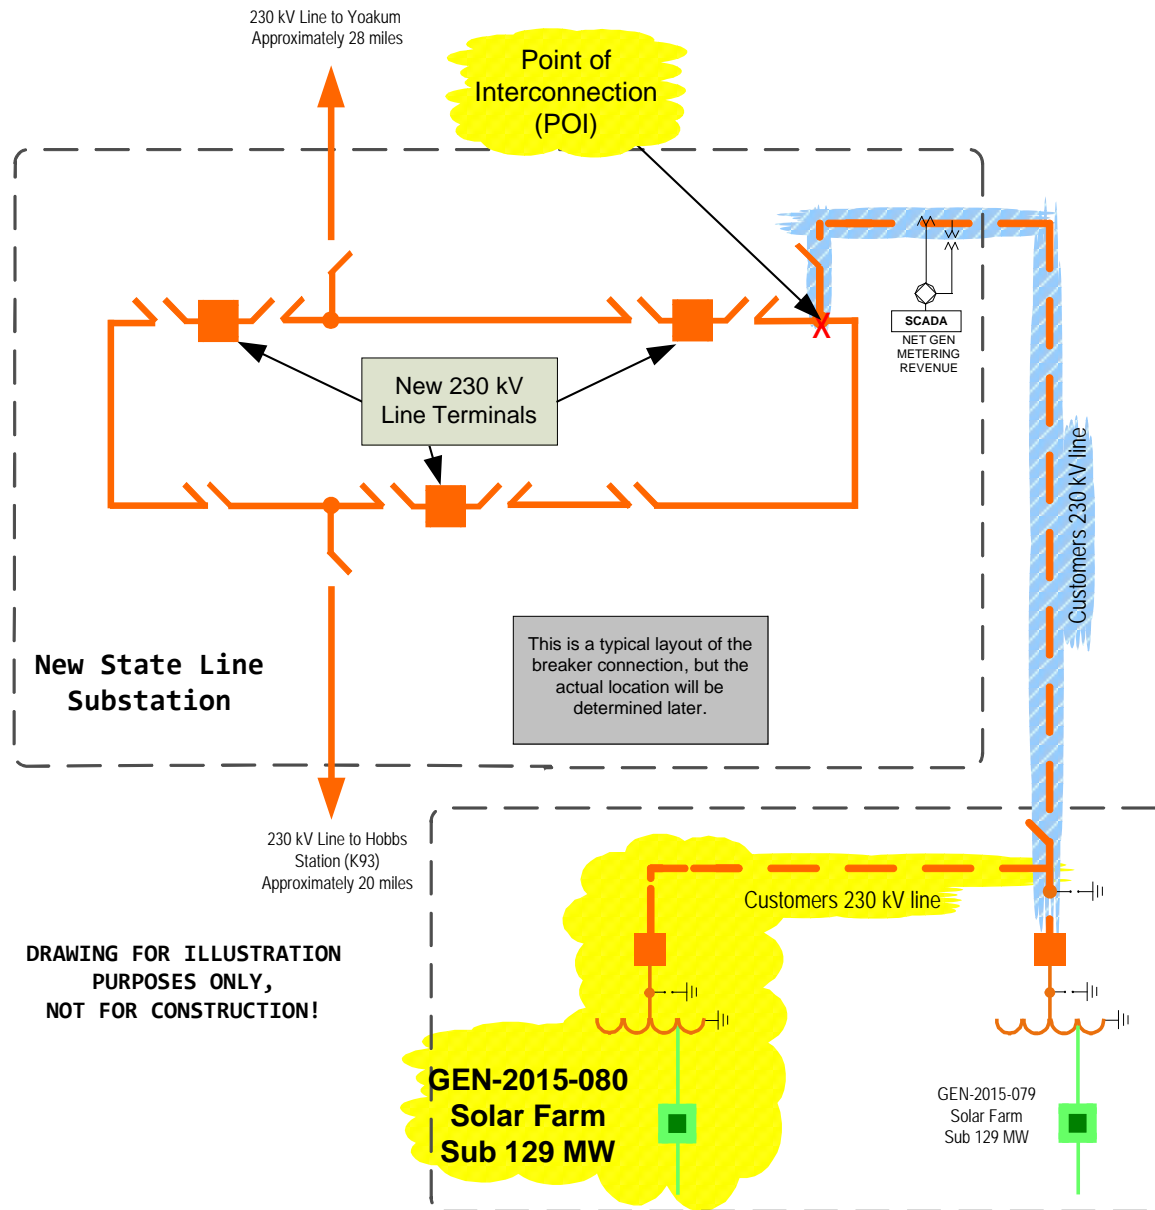 230 kV Line to Yoakum
Approximately 28 miles
Point of
Interconnection
(POI)
SCADA
NET GEN
METERING
REVENUE
New 230 kV
Line Terminals
Customers 230 kV line
This is a typical layout of the
breaker connection, but the
actual location will be
determined later.
New State Line
Substation
230 kV Line to Hobbs
Station (K93)
Approximately 20 miles
Customers 230 kV line
DRAWING FOR ILLUSTRATION
PURPOSES ONLY,
NOT FOR CONSTRUCTION!
GEN-2015-080
Solar Farm
Sub 129 MW
GEN-2015-079
Solar Farm
Sub 129 MW
X